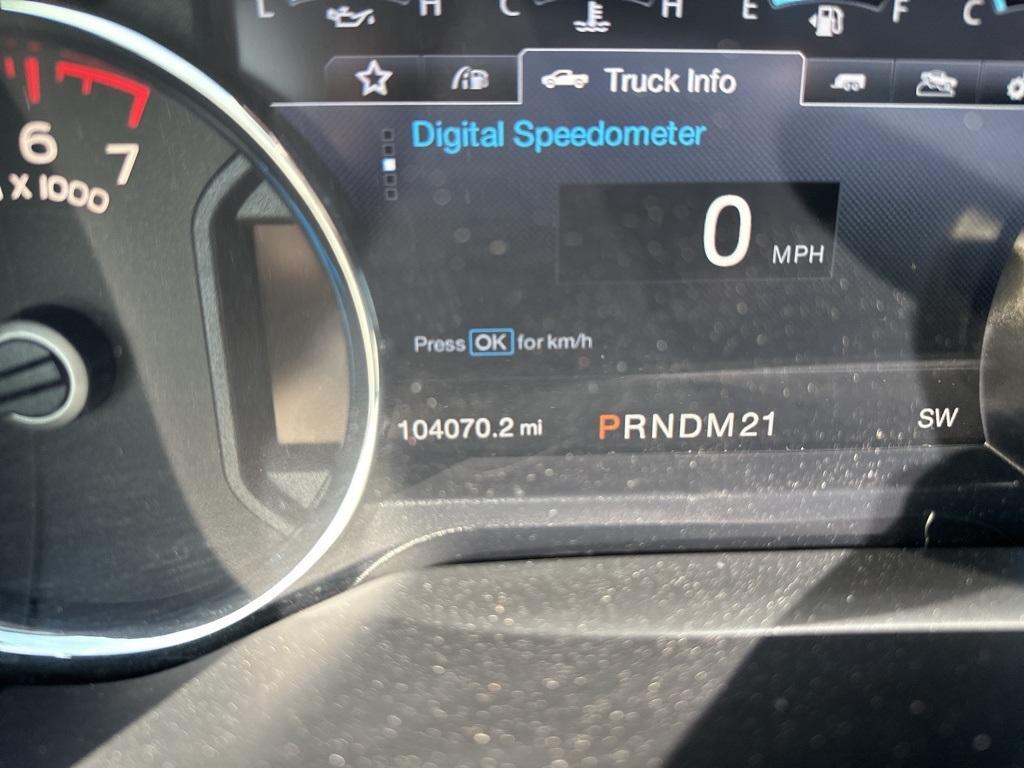 L H C H E F C
Truck Info
6
7
X 1000
Digital Speedometer
0 MPH
Press OK for km/h
104070.2 mi PRNDM21 SW